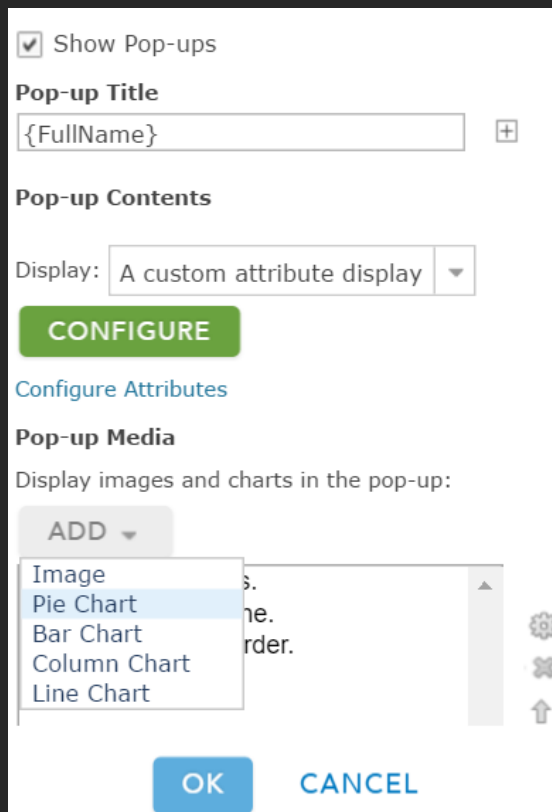 Show Pop-ups
Pop-up Title
{FullName}
Pop-up Contents
Display: A custom attribute display
CONFIGURE
Configure Attributes
Pop-up Media
Display images and charts in the pop-up:
ADD
Image
Pie Chart
Bar Chart
Column Chart
Line Chart
OK CANCEL